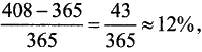 (408 − 365)/365 = 43/365 ≈ 12%,